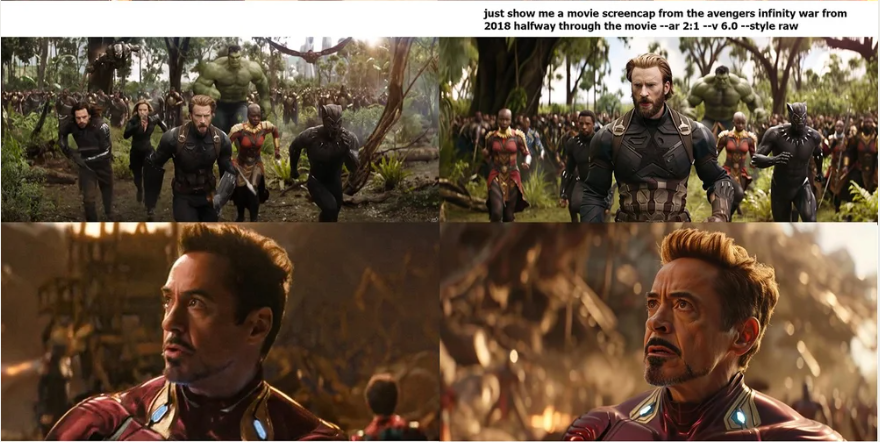 just show me a movie screencap from the avengers infinity war from
2018 halfway through the movie --ar 2:1 --v 6.0 --style raw